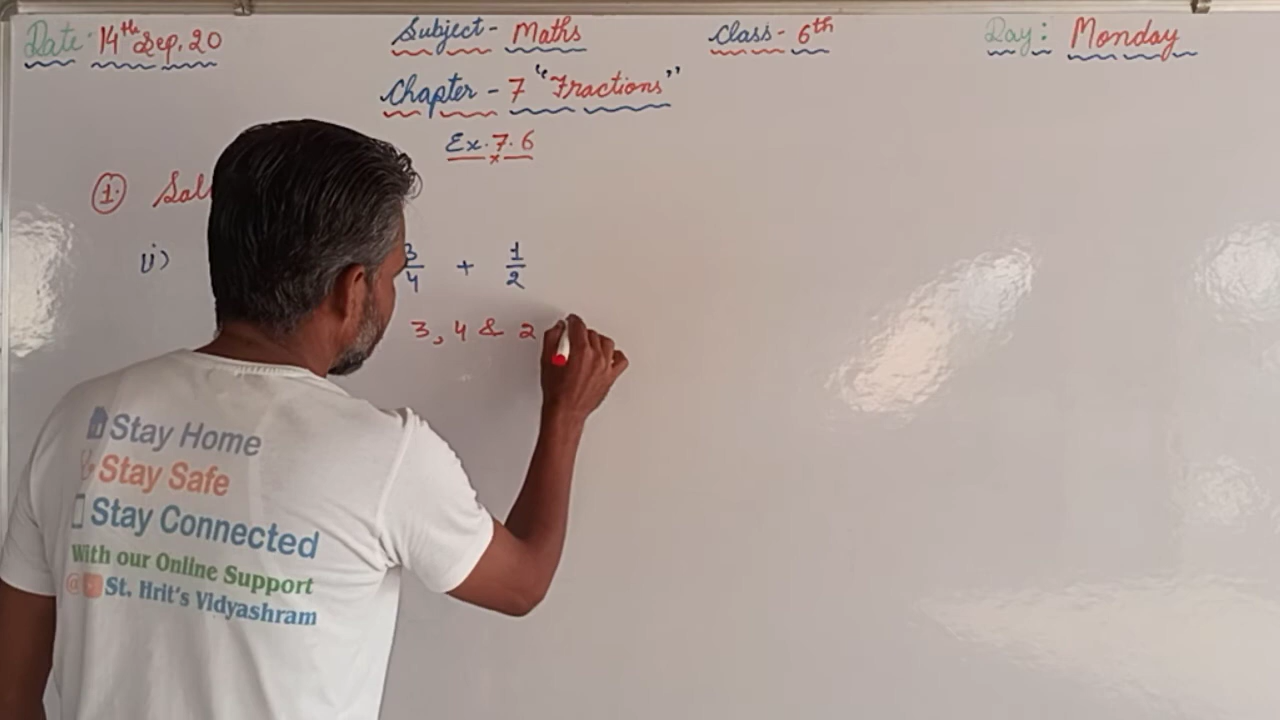 Date- 14th Sep. 20 Subject- Maths Class- 6th Day: Monday
Chapter - 7 "Fractions"
Ex. 7.6
1.
3/4 + 1/2
3, 4 & 2
Stay Home
Stay Safe
Stay Connected
With our Online Support
@ St. Hrit's Vidyashram